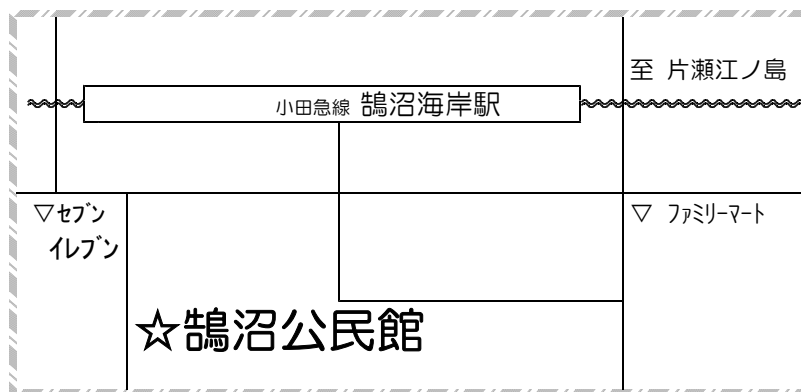 至 片瀬江ノ島
小田急線 鵠沼海岸駅
▽セブン
イレブン
▽ ファミリーマート
☆鵠沼公民館